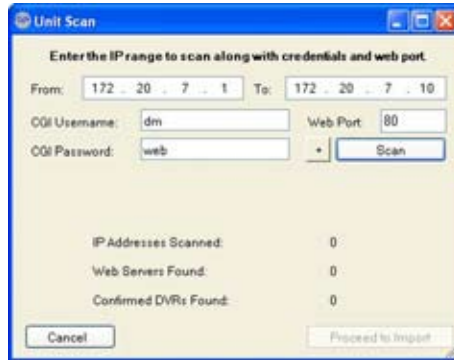 Unit Scan
Enter the IP range to scan along with credentials and web port.
From: 172 . 20 . 7 . 1 To: 172 . 20 . 7 . 10
CGI Username: dm Web Port: 80
CGI Password: web * Scan
IP Addresses Scanned: 0
Web Servers Found: 0
Confirmed DVRs Found: 0
Cancel Proceed to Import